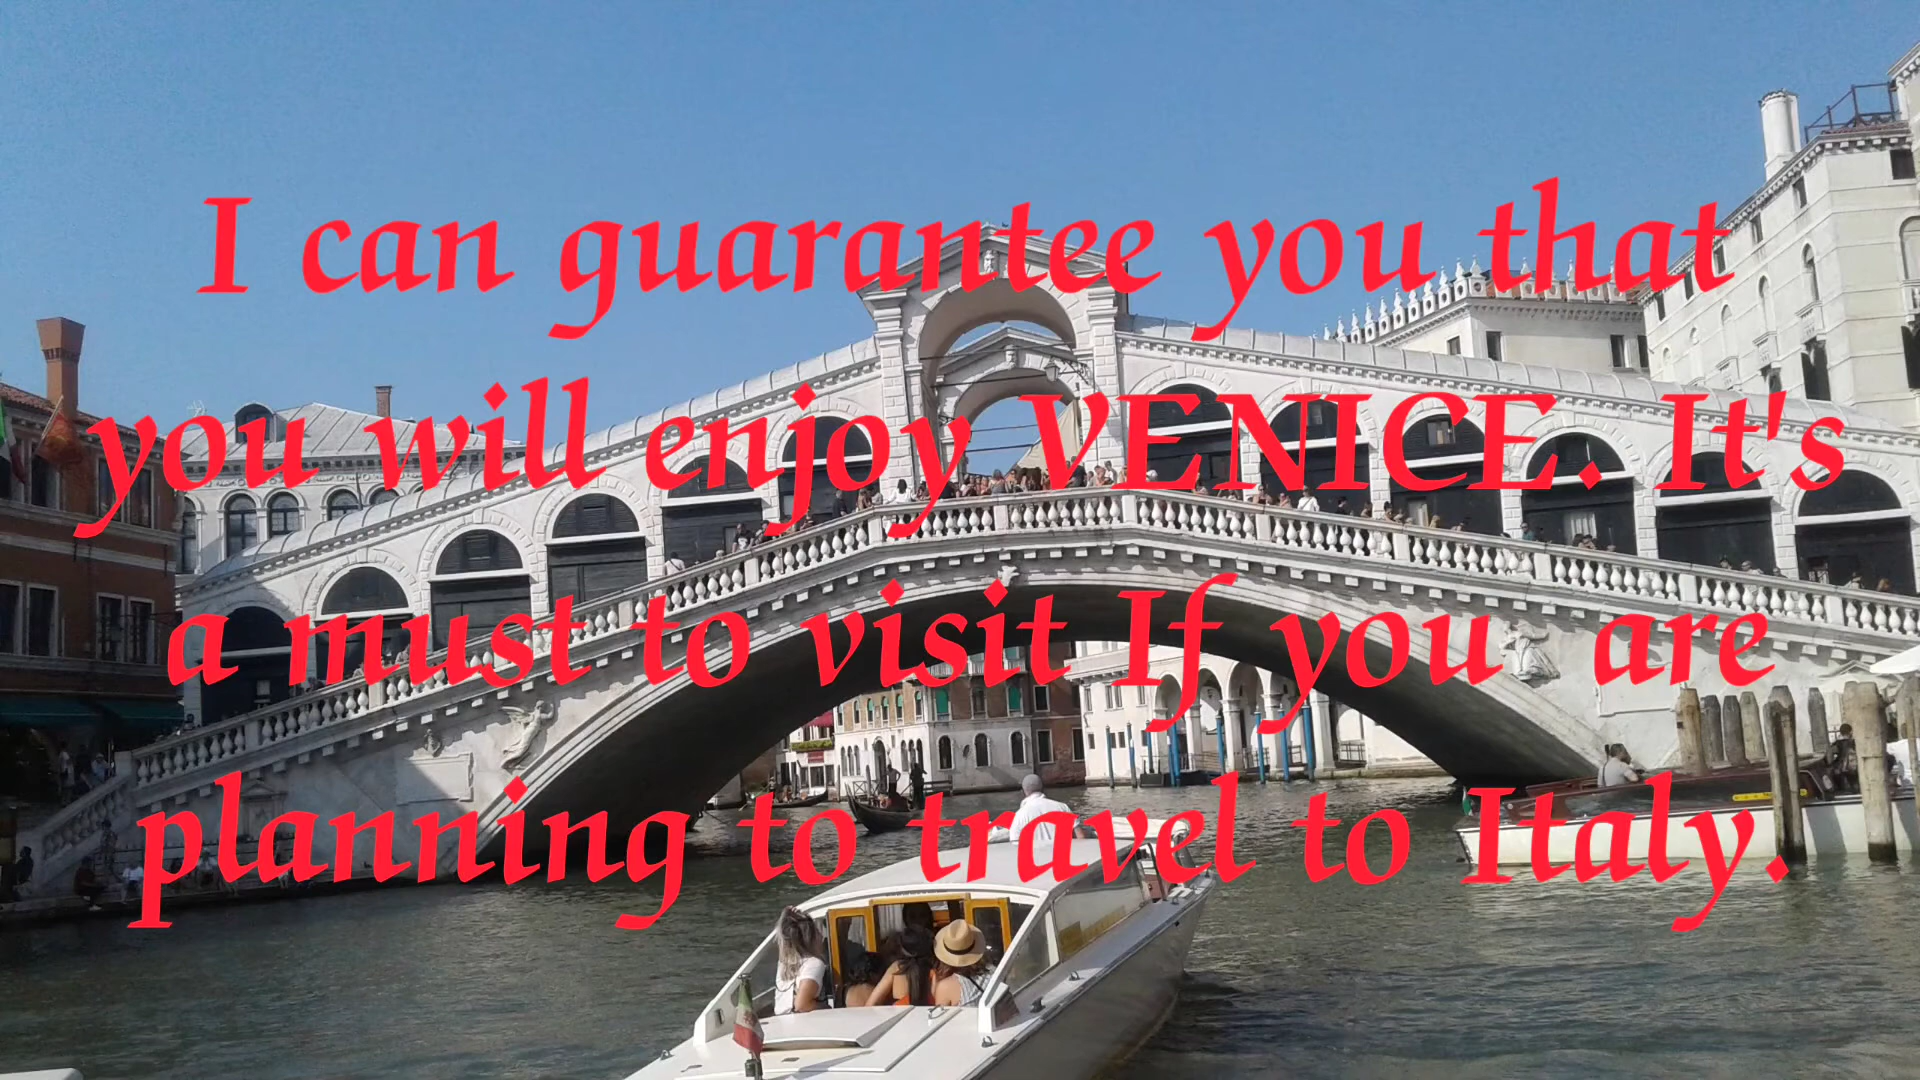 I can guarantee you that
you will enjoy VENICE. It's
a must to visit If you are
planning to travel to Italy.